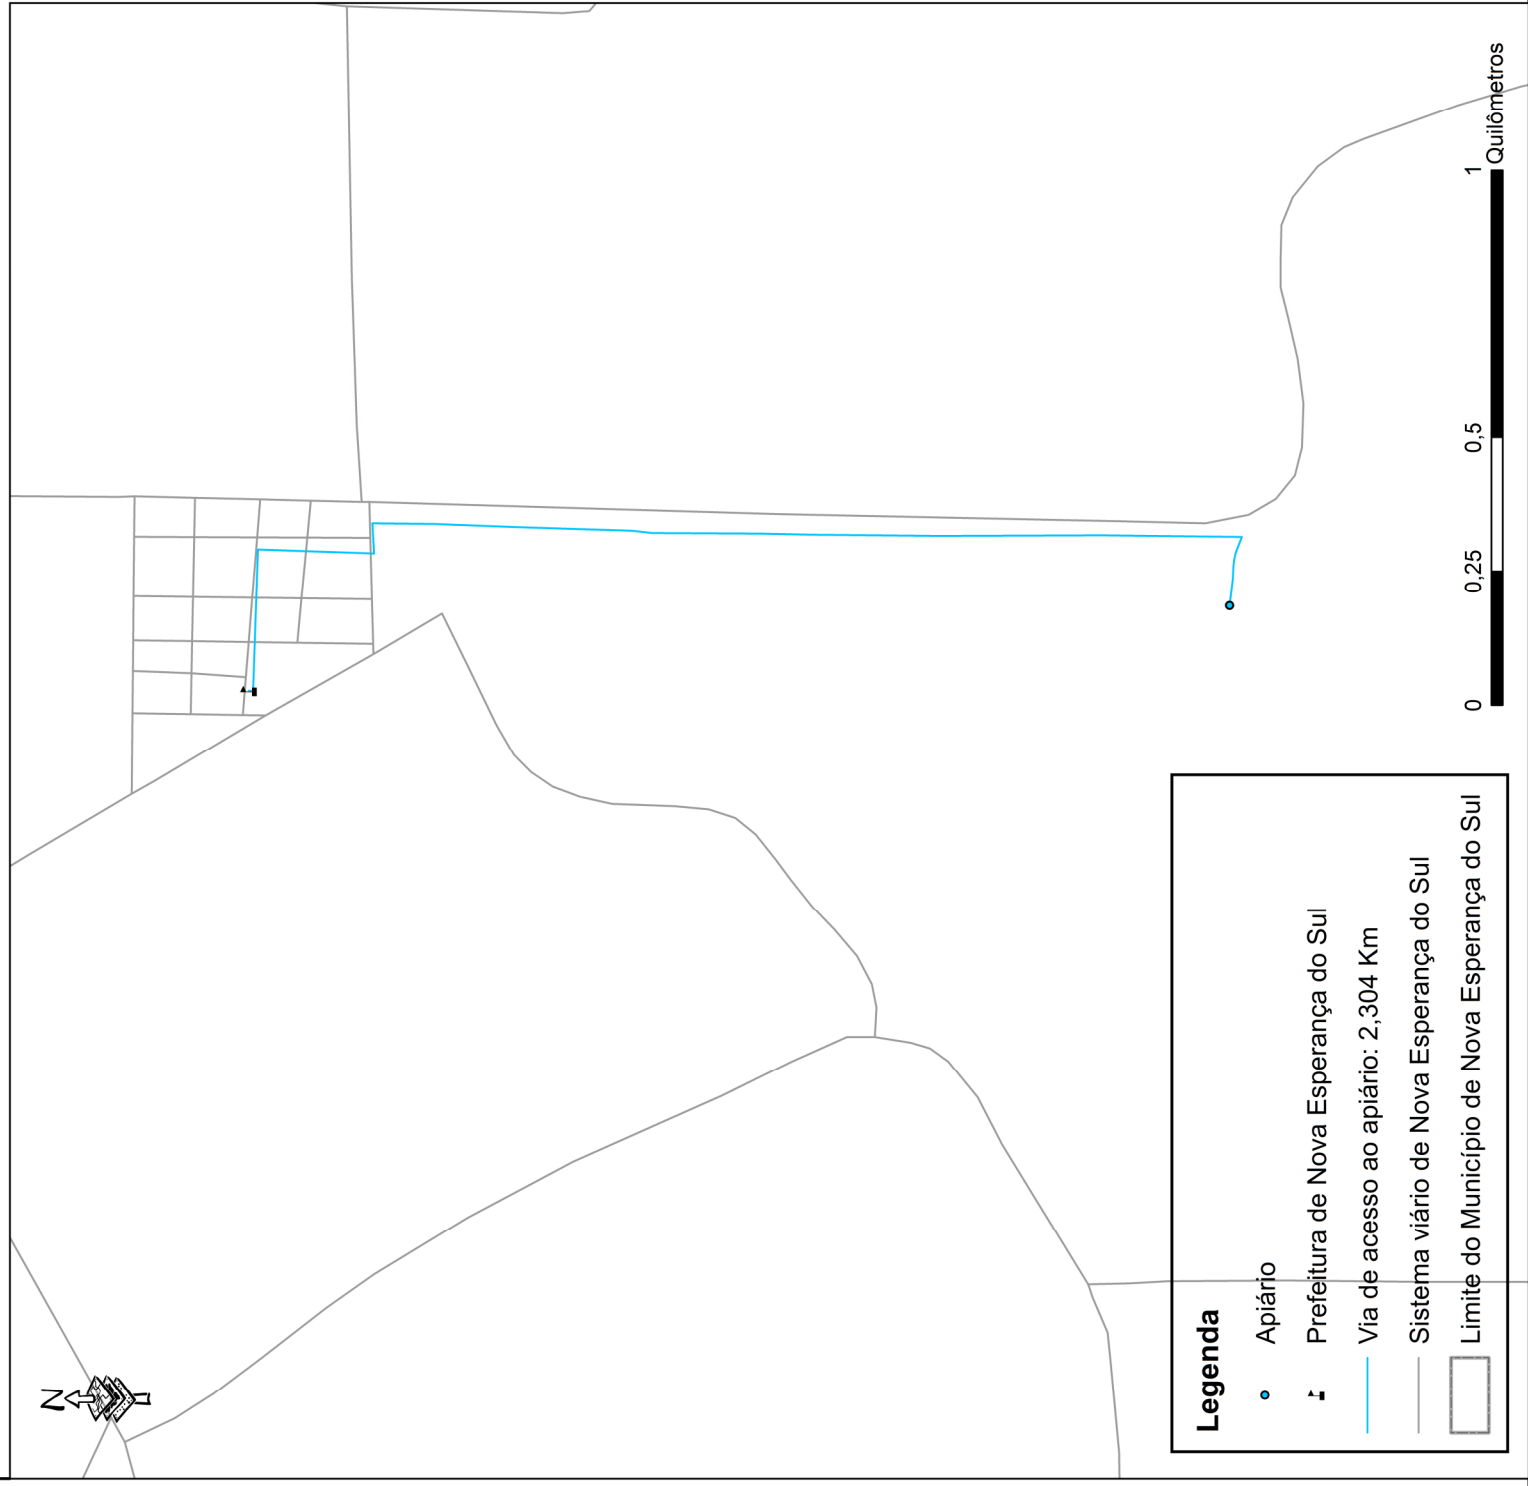 N
Legenda
Apiário
Prefeitura de Nova Esperança do Sul
Via de acesso ao apiário: 2,304 Km
Sistema viário de Nova Esperança do Sul
Limite do Município de Nova Esperança do Sul
0 0,25 0,5 1
Quilômetros